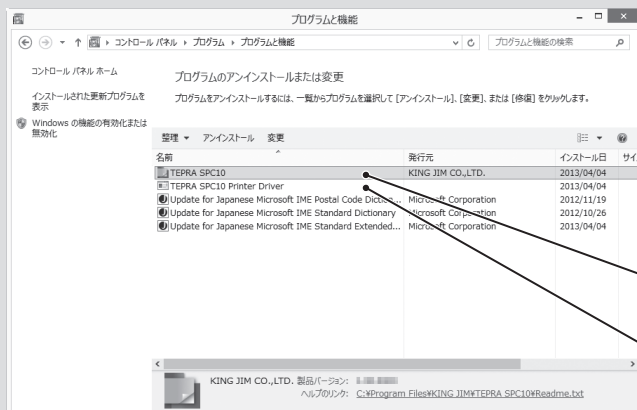 プログラムと機能
コントロール パネル ▸ プログラム ▸ プログラムと機能
プログラムと機能の検索
コントロール パネル ホーム
インストールされた更新プログラムを
表示
Windows の機能の有効化または
無効化
プログラムのアンインストールまたは変更
プログラムをアンインストールするには、一覧からプログラムを選択して [アンインストール]、[変更]、または [修復] をクリックします。
整理 ▼ アンインストール 変更
名前 発行元 インストール日 サイ
TEPRA SPC10 KING JIM CO.,LTD. 2013/04/04
TEPRA SPC10 Printer Driver 2013/04/04
Update for Japanese Microsoft IME Postal Code Diction... Microsoft Corporation 2012/11/19
Update for Japanese Microsoft IME Standard Dictionary Microsoft Corporation 2012/10/26
Update for Japanese Microsoft IME Standard Extended... Microsoft Corporation 2013/04/04
KING JIM CO.,LTD. 製品バージョン:
ヘルプのリンク: C:¥Program Files¥KING JIM¥TEPRA SPC10¥Readme.txt